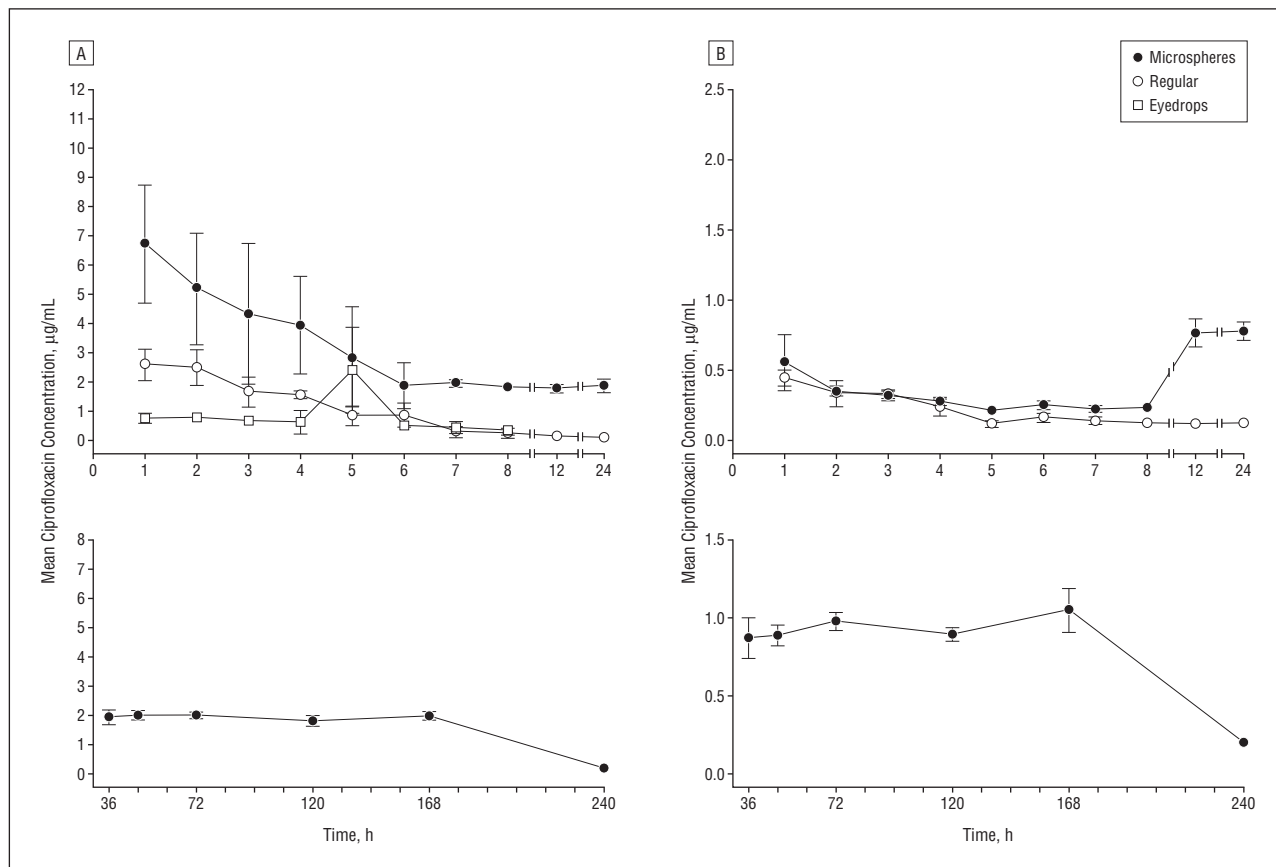 A
Mean Ciprofloxacin Concentration, µg/mL
12
11
10
9
8
7
6
5
4
3
2
1
0
0 1 2 3 4 5 6 7 8 12 24
8
7
6
5
4
3
2
1
0
36 72 120 168 240
Time, h
B
Microspheres
Regular
Eyedrops
Mean Ciprofloxacin Concentration, µg/mL
2.5
2.0
1.5
1.0
0.5
0.0
0 1 2 3 4 5 6 7 8 12 24
1.5
1.0
0.5
0.0
36 72 120 168 240
Time, h